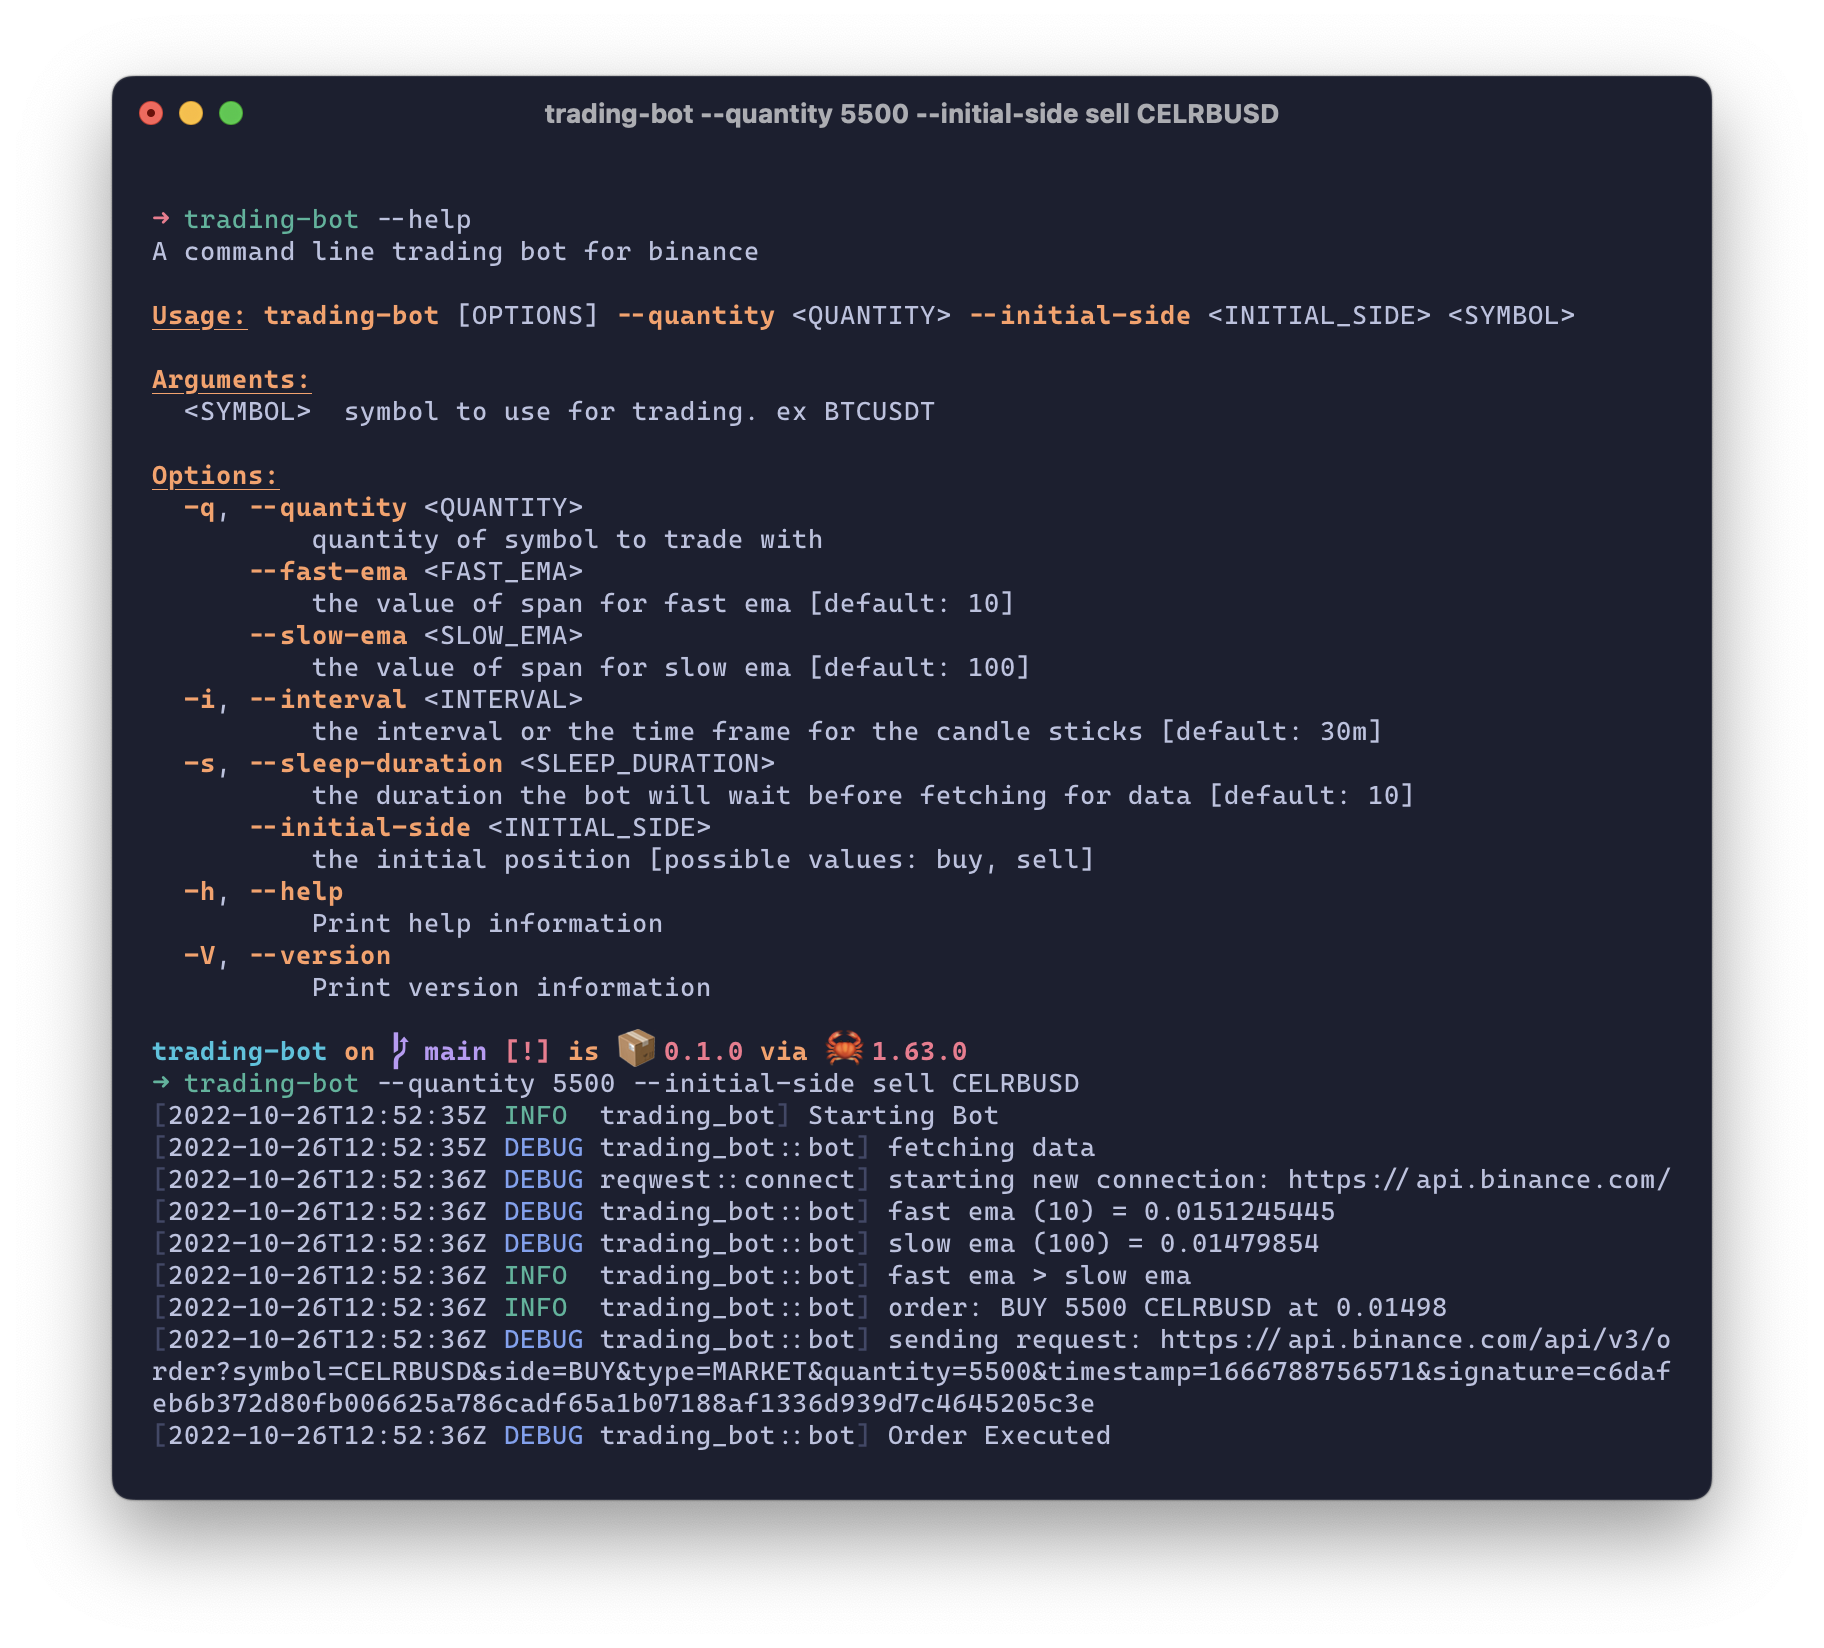 trading-bot --quantity 5500 --initial-side sell CELRBUSD
➜ trading-bot --help
A command line trading bot for binance
Usage: trading-bot [OPTIONS] --quantity <QUANTITY> --initial-side <INITIAL_SIDE> <SYMBOL>
Arguments:
<SYMBOL>  symbol to use for trading. ex BTCUSDT
Options:
-q, --quantity <QUANTITY>
quantity of symbol to trade with
--fast-ema <FAST_EMA>
the value of span for fast ema [default: 10]
--slow-ema <SLOW_EMA>
the value of span for slow ema [default: 100]
-i, --interval <INTERVAL>
the interval or the time frame for the candle sticks [default: 30m]
-s, --sleep-duration <SLEEP_DURATION>
the duration the bot will wait before fetching for data [default: 10]
--initial-side <INITIAL_SIDE>
the initial position [possible values: buy, sell]
-h, --help
Print help information
-V, --version
Print version information
trading-bot on main [!] is 📦 0.1.0 via 🦀 1.63.0
➜ trading-bot --quantity 5500 --initial-side sell CELRBUSD
[2022-10-26T12:52:35Z INFO  trading_bot] Starting Bot
[2022-10-26T12:52:35Z DEBUG trading_bot::bot] fetching data
[2022-10-26T12:52:36Z DEBUG reqwest::connect] starting new connection: https://api.binance.com/
[2022-10-26T12:52:36Z DEBUG trading_bot::bot] fast ema (10) = 0.0151245445
[2022-10-26T12:52:36Z DEBUG trading_bot::bot] slow ema (100) = 0.01479854
[2022-10-26T12:52:36Z INFO  trading_bot::bot] fast ema > slow ema
[2022-10-26T12:52:36Z INFO  trading_bot::bot] order: BUY 5500 CELRBUSD at 0.01498
[2022-10-26T12:52:36Z DEBUG trading_bot::bot] sending request: https://api.binance.com/api/v3/o
rder?symbol=CELRBUSD&side=BUY&type=MARKET&quantity=5500&timestamp=1666788756571&signature=c6daf
eb6b372d80fb006625a786cadf65a1b07188af1336d939d7c4645205c3e
[2022-10-26T12:52:36Z DEBUG trading_bot::bot] Order Executed